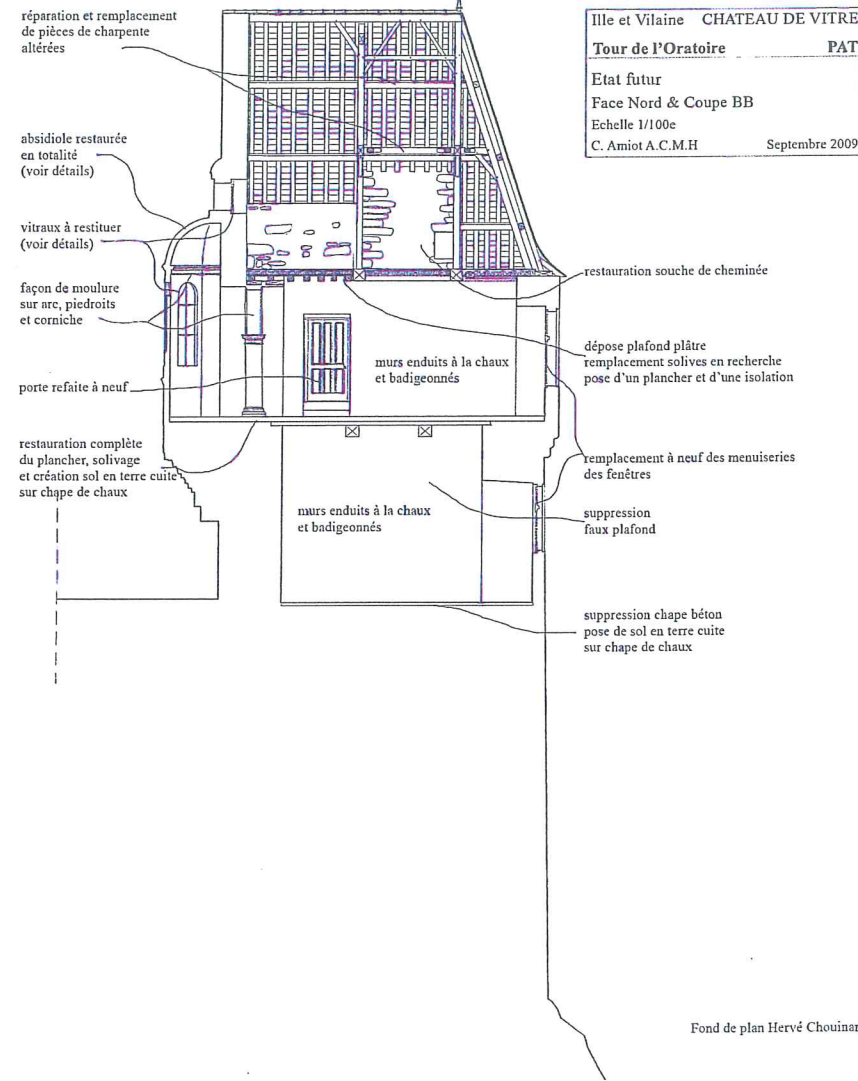 réparation et remplacement
de pièces de charpente
altérées
Ille et Vilaine CHATEAU DE VITRE
Tour de l'Oratoire PAT
Etat futur
Face Nord & Coupe BB
Echelle 1/100e
C. Amiot A.C.M.H Septembre 2009
absidiole restaurée
en totalité
(voir détails)
vitraux à restituer
(voir détails)
façon de moulure
sur arc, piedroits
et corniche
porte refaite à neuf
restauration complète
du plancher, solivage
et création sol en terre cuite
sur chape de chaux
murs enduits à la chaux
et badigeonnés
murs enduits à la chaux
et badigeonnés
restauration souche de cheminée
dépose plafond plâtre
remplacement solives en recherche
pose d'un plancher et d'une isolation
remplacement à neuf des menuiseries
des fenêtres
suppression
faux plafond
suppression chape béton
pose de sol en terre cuite
sur chape de chaux
Fond de plan Hervé Chouinar